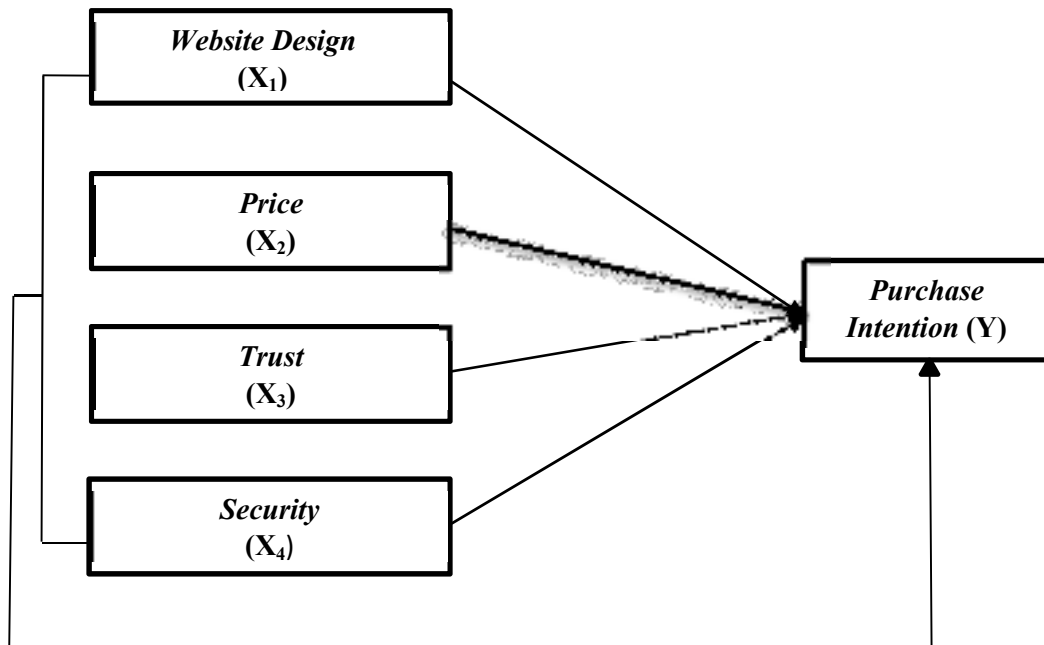 Website Design
(X₁)
Price
(X₂)
Trust
(X₃)
Security
(X₄)
Purchase
Intention (Y)